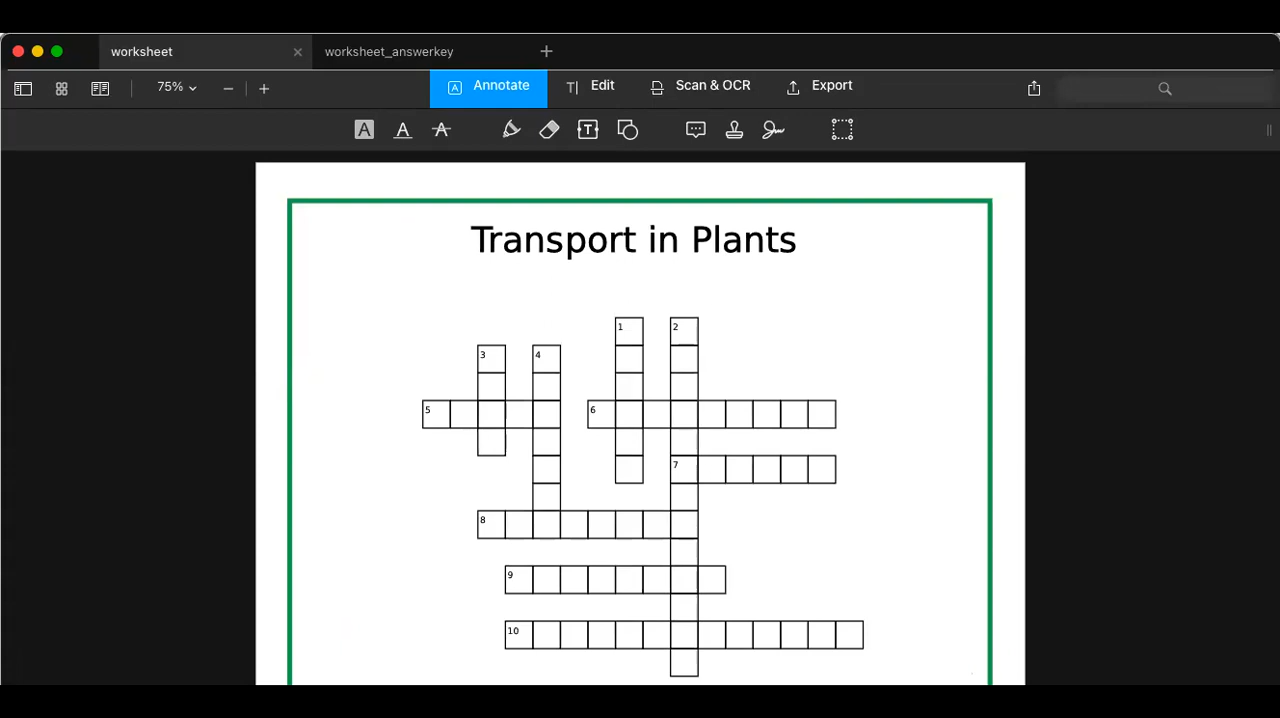 worksheet
worksheet_answerkey
75%
Annotate
Edit
Scan & OCR
Export
Transport in Plants
1
2
3
4
5
6
7
8
9
10